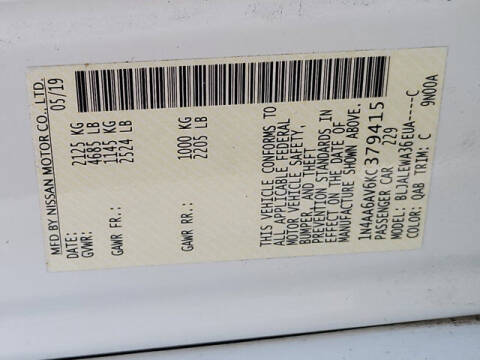 MFD BY NISSAN MOTOR CO., LTD.
DATE: 05/19
GVWR: 2125 KG
4685 LB
GAWR FR.: 1145 KG
2524 LB
GAWR RR.: 1000 KG
2205 LB
THIS VEHICLE CONFORMS TO
ALL APPLICABLE FEDERAL
MOTOR VEHICLE SAFETY,
BUMPER, AND THEFT
PREVENTION STANDARDS IN
EFFECT ON THE DATE OF
MANUFACTURE SHOWN ABOVE.
1N4AA6AV6KC379415
PASSENGER CAR 229
MODEL: BLJALEWA36EUA----C
COLOR: QAB TRIM: C 9N00A